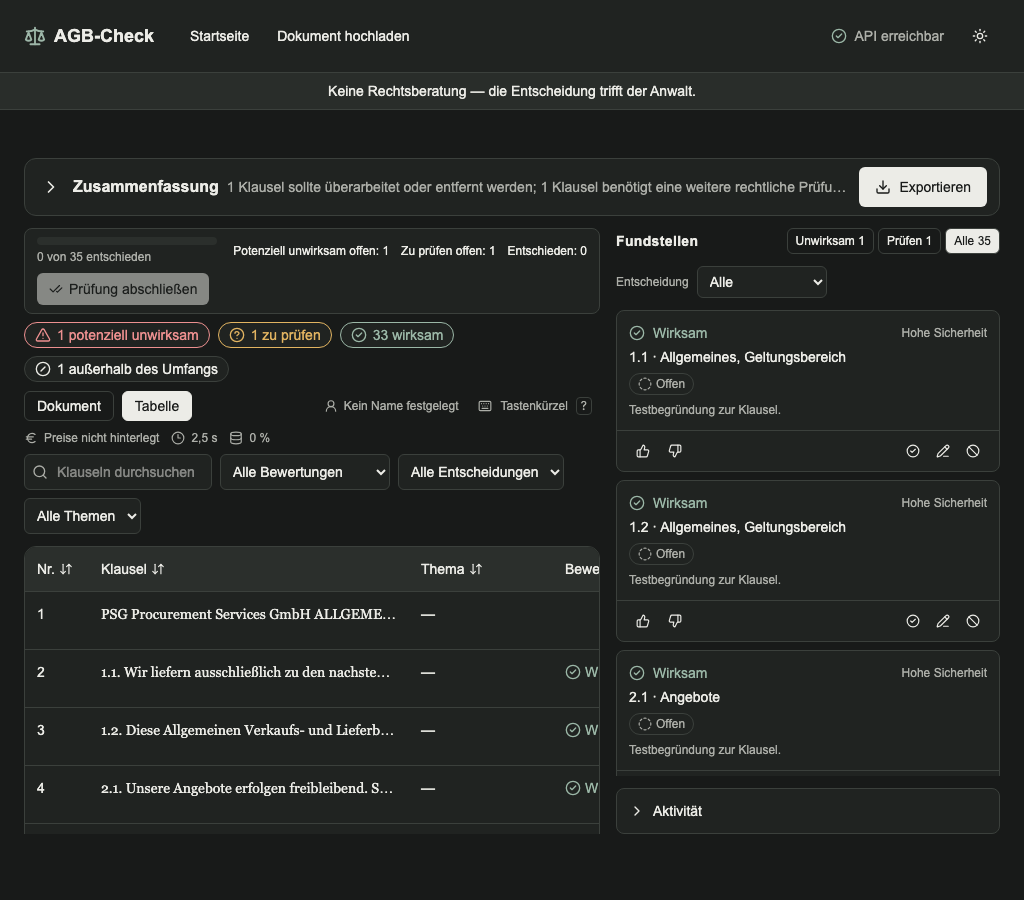 AGB-Check
Startseite
Dokument hochladen
API erreichbar
Keine Rechtsberatung — die Entscheidung trifft der Anwalt.
Zusammenfassung
1 Klausel sollte überarbeitet oder entfernt werden; 1 Klausel benötigt eine weitere rechtliche Prüfu…
Exportieren
0 von 35 entschieden
Potenziell unwirksam offen: 1
Zu prüfen offen: 1
Entschieden: 0
Prüfung abschließen
1 potenziell unwirksam
1 zu prüfen
33 wirksam
1 außerhalb des Umfangs
Dokument
Tabelle
Kein Name festgelegt
Tastenkürzel
?
Preise nicht hinterlegt
2,5 s
0 %
Klauseln durchsuchen
Alle Bewertungen
Alle Entscheidungen
Alle Themen
Nr.
Klausel
Thema
Bewe
1
PSG Procurement Services GmbH ALLGEME…
—
2
1.1. Wir liefern ausschließlich zu den nachste…
—
W
3
1.2. Diese Allgemeinen Verkaufs- und Lieferb…
—
W
4
2.1. Unsere Angebote erfolgen freibleibend. S…
—
W
Fundstellen
Unwirksam 1
Prüfen 1
Alle 35
Entscheidung
Alle
Wirksam
Hohe Sicherheit
1.1 · Allgemeines, Geltungsbereich
Offen
Testbegründung zur Klausel.
Wirksam
Hohe Sicherheit
1.2 · Allgemeines, Geltungsbereich
Offen
Testbegründung zur Klausel.
Wirksam
Hohe Sicherheit
2.1 · Angebote
Offen
Testbegründung zur Klausel.
Aktivität